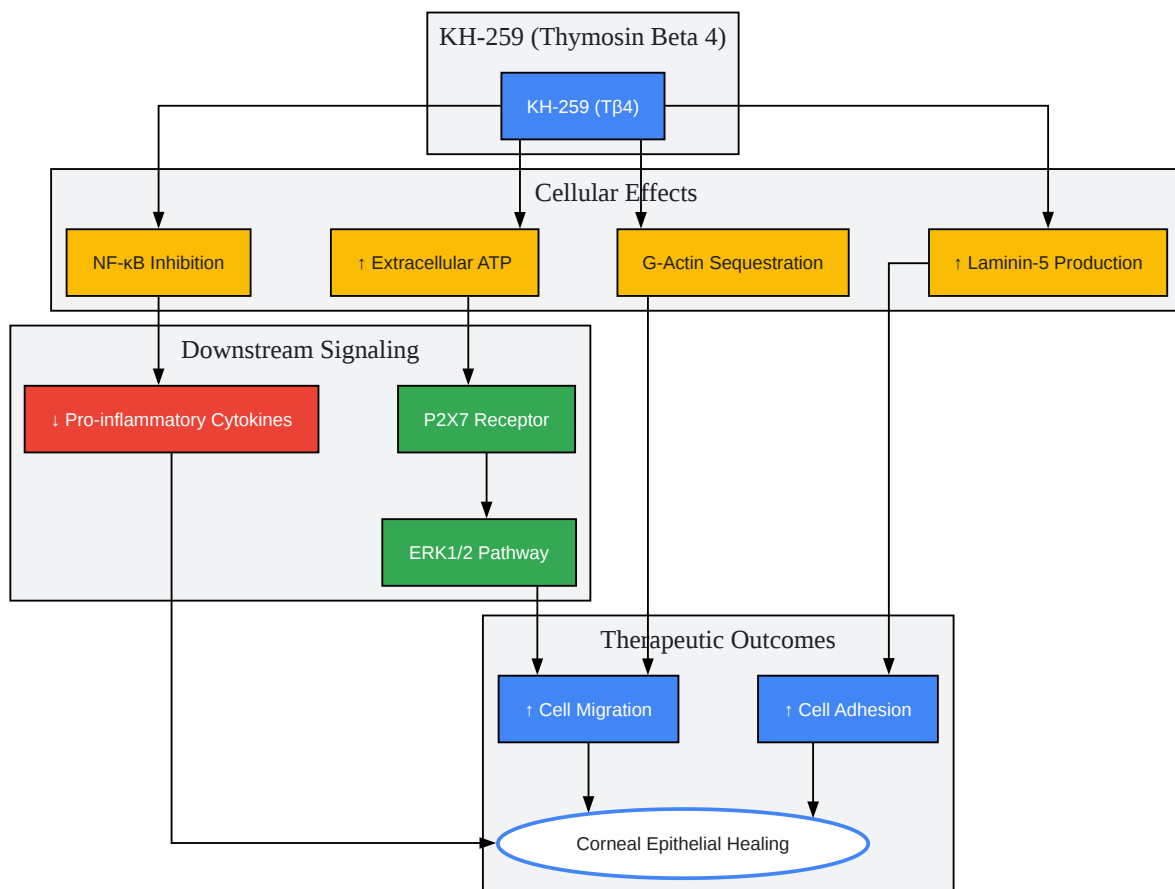 KH-259 (Thymosin Beta 4)
KH-259 (Tβ4)
Cellular Effects
NF-κB Inhibition
↑ Extracellular ATP
G-Actin Sequestration
↑ Laminin-5 Production
Downstream Signaling
↓ Pro-inflammatory Cytokines
P2X7 Receptor
ERK1/2 Pathway
Therapeutic Outcomes
↑ Cell Migration
↑ Cell Adhesion
Corneal Epithelial Healing